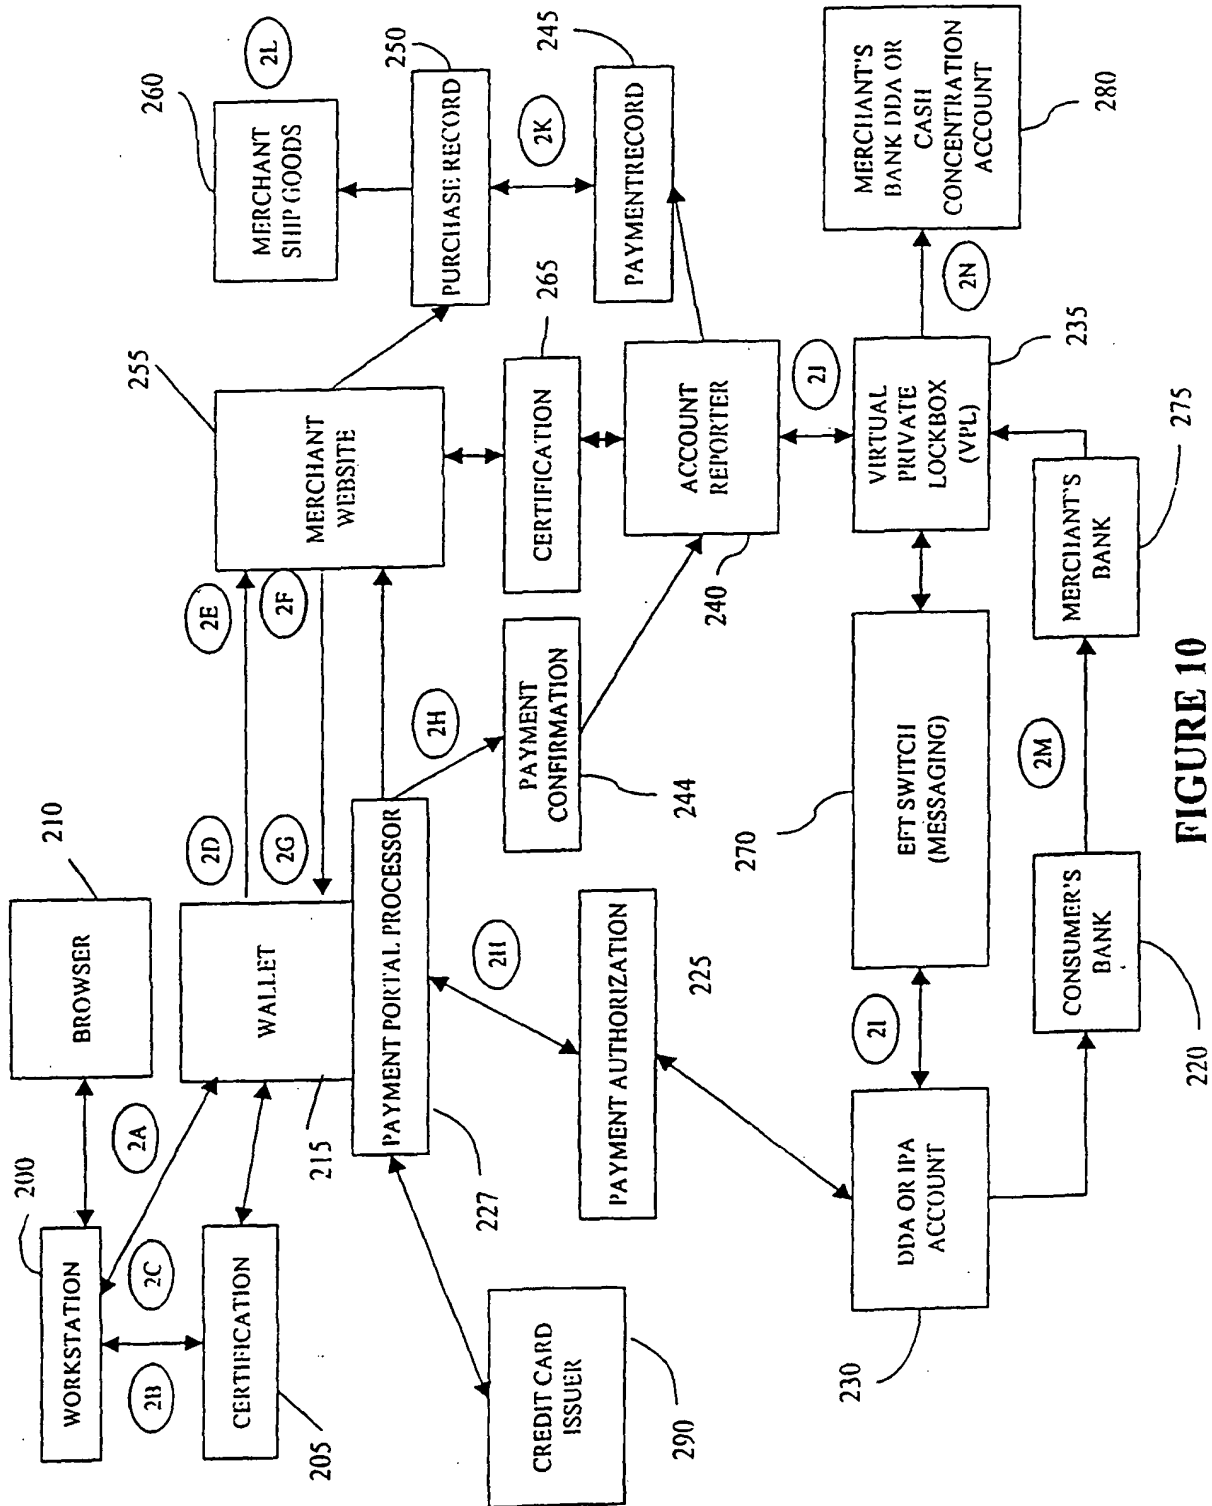 200
WORKSTATION
2A
BROWSER
210
2B
2C
CERTIFICATION
205
WALLET
215
2D
2E
2G
2F
MERCHANT
WEBSITE
255
MERCHANT
SHIP GOODS
260
2L
PURCHASE RECORD
250
2K
PAYMENTRECORD
245
CERTIFICATION
265
PAYMENT PORTAL PROCESSOR
227
2H
PAYMENT
CONFIRMATION
244
ACCOUNT
REPORTER
240
CREDIT CARD
ISSUER
290
2H
PAYMENT AUTHORIZATION
225
2J
DDA OR IPA
ACCOUNT
230
2I
EFT SWITCH
(MESSAGING)
270
VIRTUAL
PRIVATE
LOCKBOX
(VPL)
235
2N
MERCHANT'S
BANK DDA OR
CASH
CONCENTRATION
ACCOUNT
280
CONSUMER'S
BANK
220
2M
MERCHANT'S
BANK
275
FIGURE 10